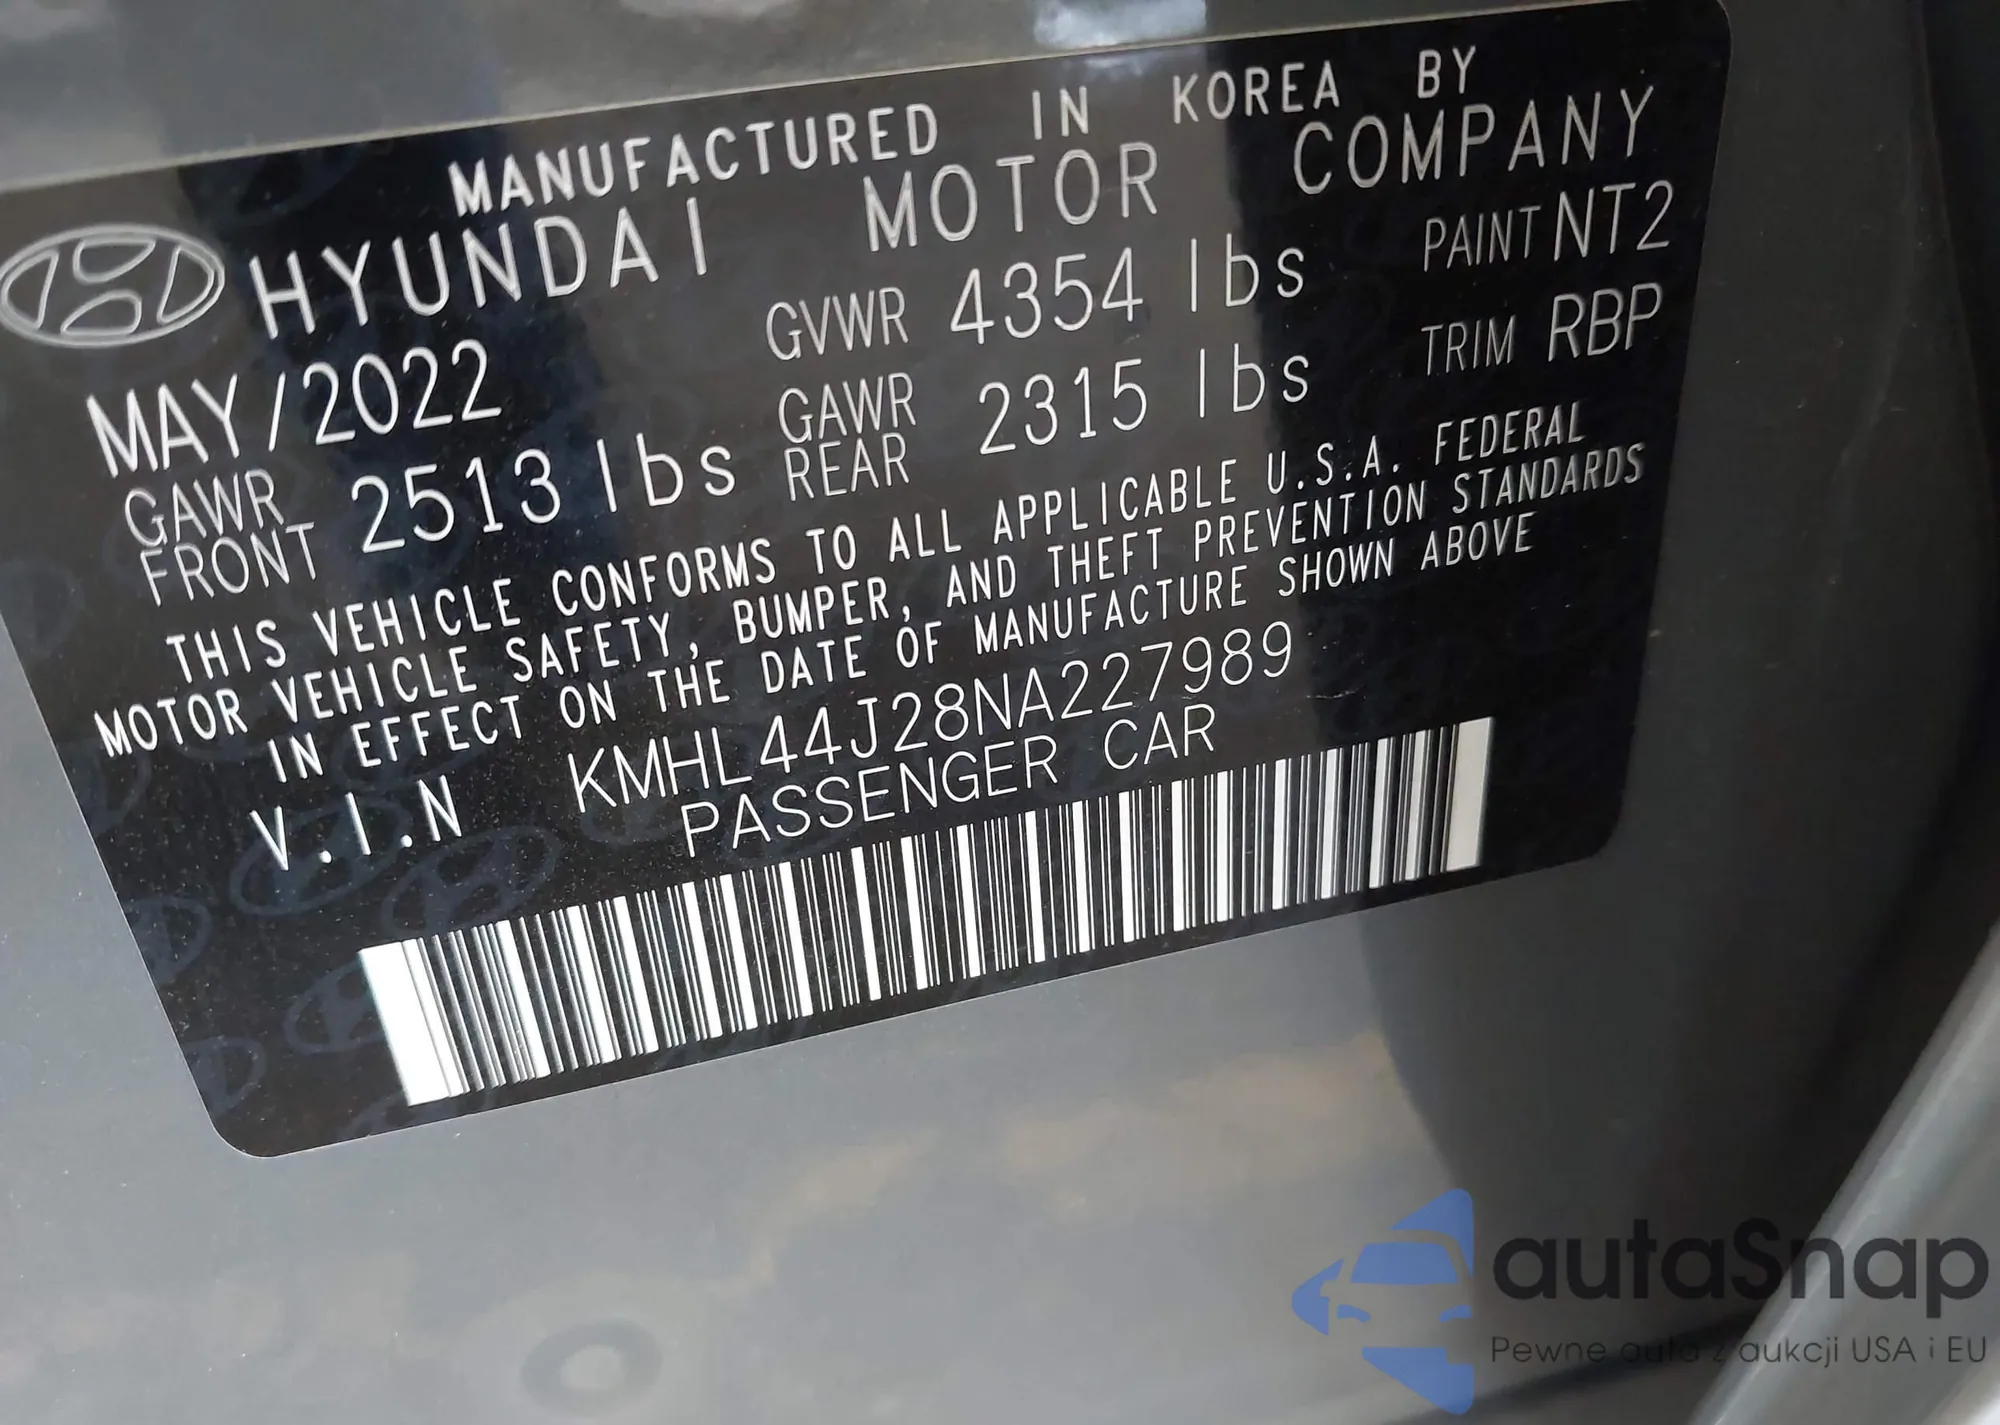 MANUFACTURED IN KOREA BY
HYUNDAI MOTOR COMPANY
MAY/2022 GVWR 4354 lbs PAINT NT2
GAWR FRONT 2513 lbs GAWR REAR 2315 lbs TRIM RBP
THIS VEHICLE CONFORMS TO ALL APPLICABLE U.S.A. FEDERAL
MOTOR VEHICLE SAFETY, BUMPER, AND THEFT PREVENTION STANDARDS
IN EFFECT ON THE DATE OF MANUFACTURE SHOWN ABOVE
V.I.N KMHL44J28NA227989
PASSENGER CAR
autaSnap
Pewne auta z aukcji USA i EU